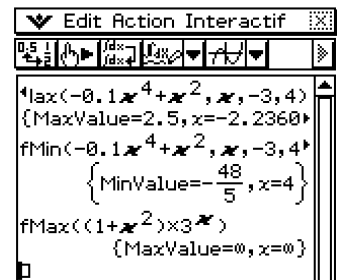 Edit Action Interactif
lax(-0.1x^4+x^2,x,-3,4)
{MaxValue=2.5,x=-2.2360
fMin(-0.1x^4+x^2,x,-3,4
{MinValue=-48/5,x=4}
fMax((1+x^2)×3^x)
{MaxValue=∞,x=∞}